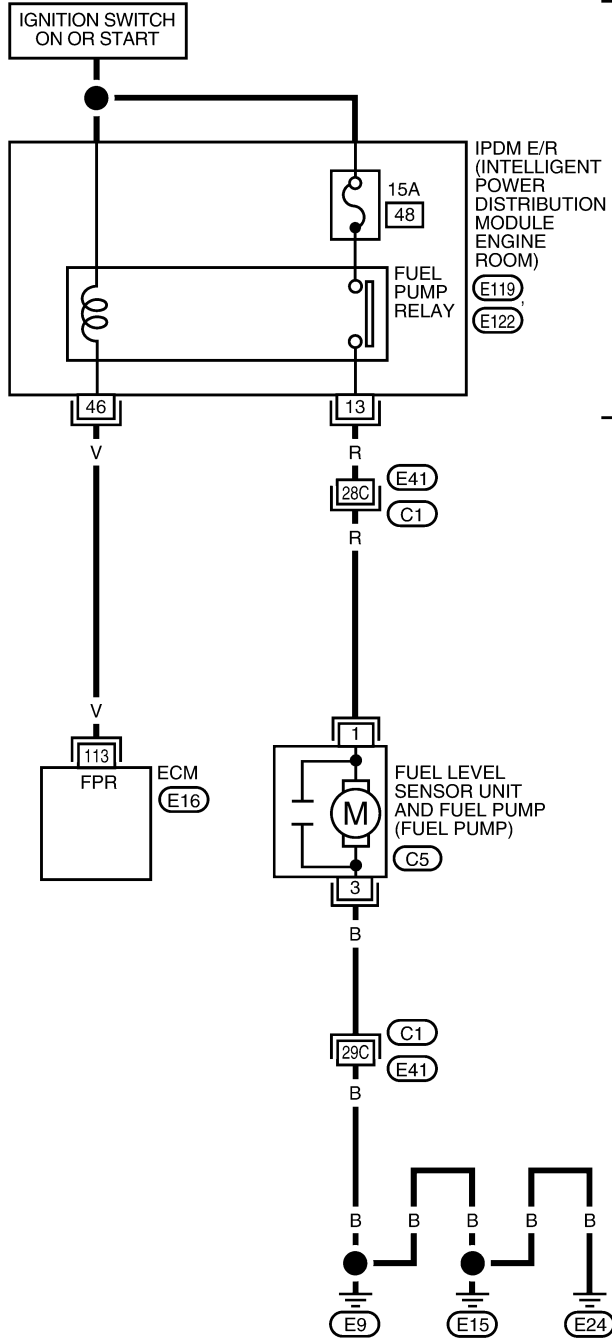 IGNITION SWITCH
ON OR START
IPDM E/R
(INTELLIGENT
POWER
DISTRIBUTION
MODULE
ENGINE
ROOM)
E119,
E122
15A
48
FUEL
PUMP
RELAY
46
13
V
R
28C
E41
C1
R
V
113
FPR
ECM
E16
1
M
FUEL LEVEL
SENSOR UNIT
AND FUEL PUMP
(FUEL PUMP)
C5
3
B
29C
C1
E41
B
B B B B B
E9 E15 E24